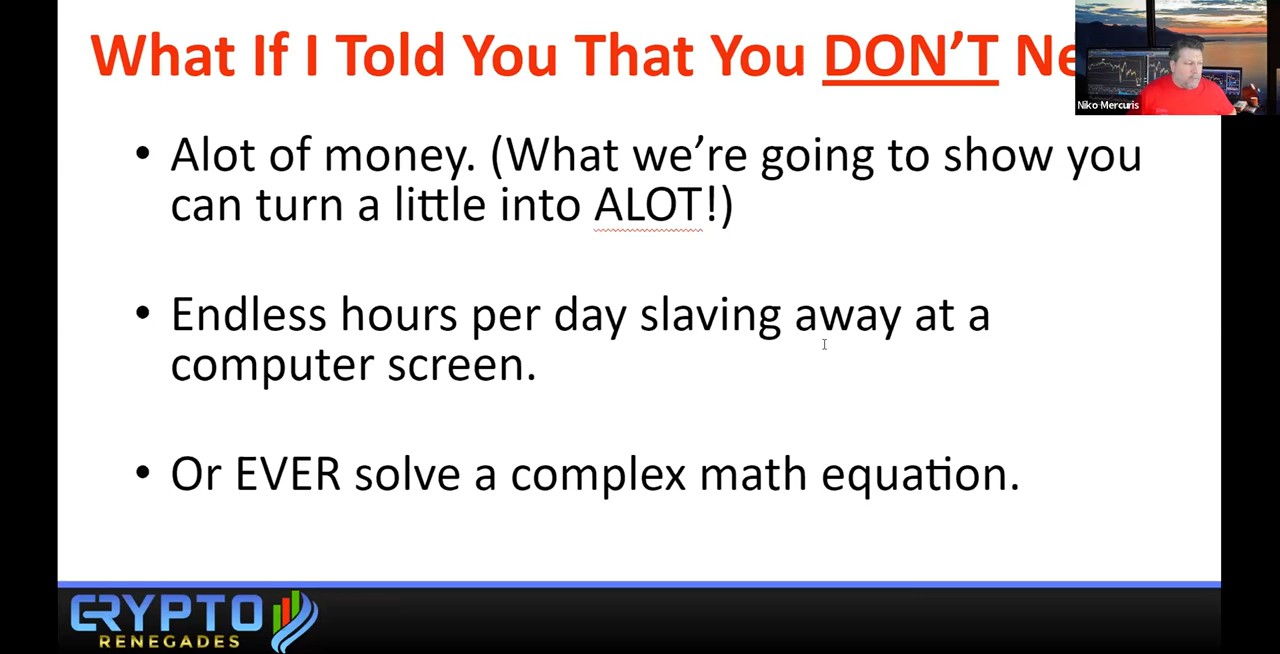 What If I Told You That You DON'T Ne
Niko Mercuris
• Alot of money. (What we're going to show you
can turn a little into ALOT!)
• Endless hours per day slaving away at a
computer screen.
• Or EVER solve a complex math equation.
CRYPTO
RENEGADES